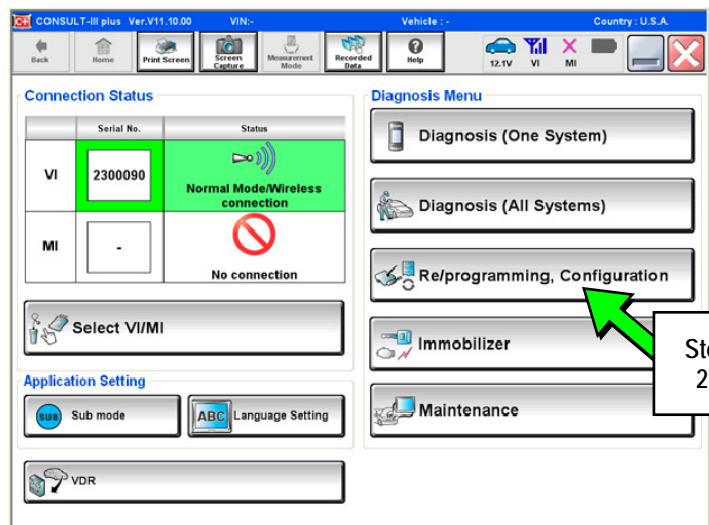 CONSULT-III plus Ver.V11.10.00 VIN:- Vehicle : - Country : U.S.A.
Back
Home
Print Screen
Screen Capture
Measurement Mode
Recorded Data
Help
12.1V
VI
MI
Connection Status
Serial No. Status
VI
2300090
Normal Mode/Wireless
connection
MI
-
No connection
Select VI/MI
Application Setting
SUB
Sub mode
ABC
Language Setting
VDR
Diagnosis Menu
Diagnosis (One System)
Diagnosis (All Systems)
Re/programming, Configuration
Immobilizer
Maintenance
2